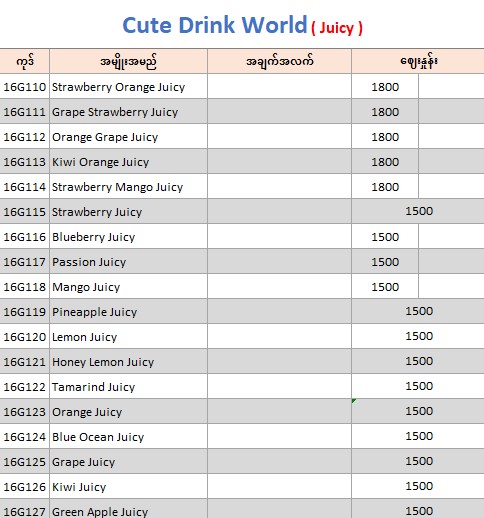 Cute Drink World ( Juicy )
ကုဒ် အမျိုးအမည် အချက်အလက် ဈေးနှုန်း
16G110 Strawberry Orange Juicy 1800
16G111 Grape Strawberry Juicy 1800
16G112 Orange Grape Juicy 1800
16G113 Kiwi Orange Juicy 1800
16G114 Strawberry Mango Juicy 1800
16G115 Strawberry Juicy 1500
16G116 Blueberry Juicy 1500
16G117 Passion Juicy 1500
16G118 Mango Juicy 1500
16G119 Pineapple Juicy 1500
16G120 Lemon Juicy 1500
16G121 Honey Lemon Juicy 1500
16G122 Tamarind Juicy 1500
16G123 Orange Juicy 1500
16G124 Blue Ocean Juicy 1500
16G125 Grape Juicy 1500
16G126 Kiwi Juicy 1500
16G127 Green Apple Juicy 1500